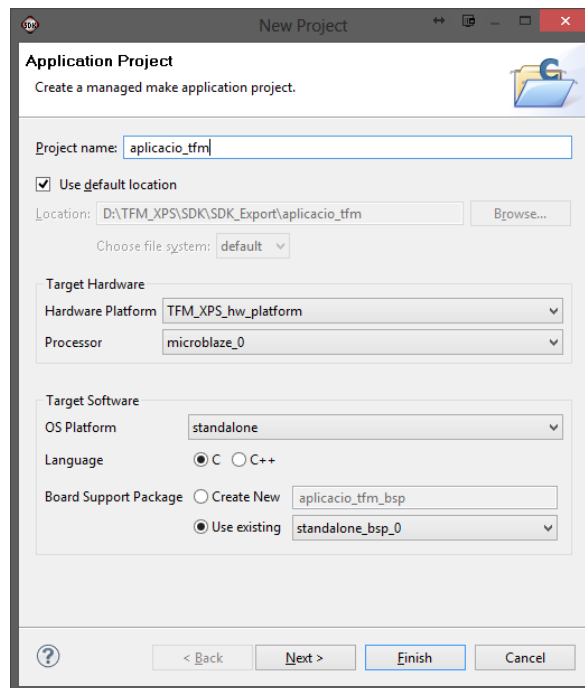 SDK New Project
Application Project
C
Create a managed make application project.
Project name: aplicacio_tfm
Use default location
Location: D:\TFM_XPS\SDK\SDK_Export\aplicacio_tfm Browse...
Choose file system: default
Target Hardware
Hardware Platform TFM_XPS_hw_platform
Processor microblaze_0
Target Software
OS Platform standalone
Language C C++
Board Support Package Create New aplicacio_tfm_bsp
Use existing standalone_bsp_0
? < Back Next > Finish Cancel